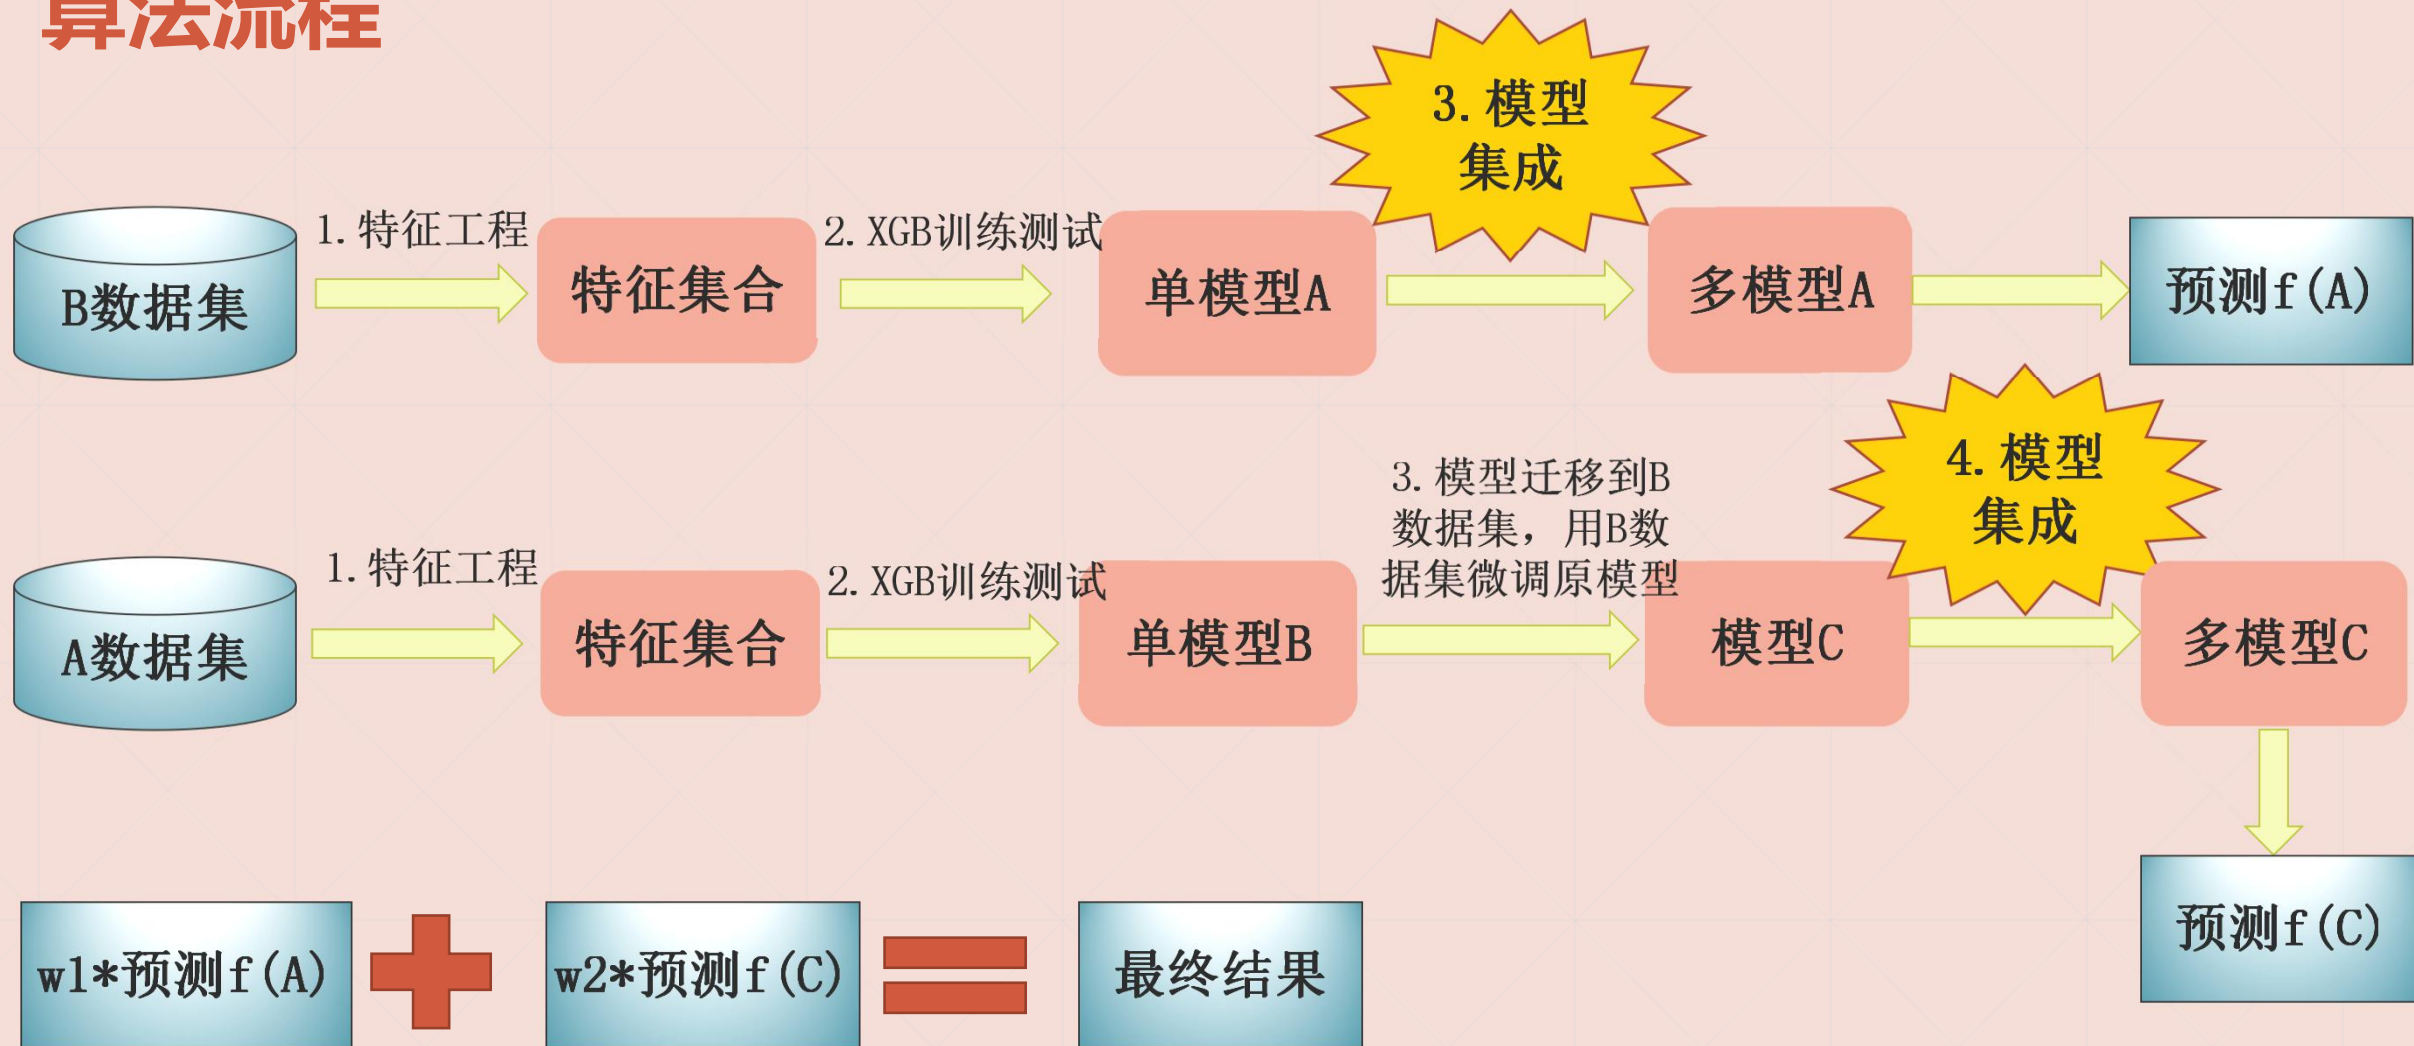 算法流程
3.模型
集成
1.特征工程
2.XGB训练测试
B数据集
特征集合
单模型A
多模型A
预测f(A)
4.模型
集成
3.模型迁移到B
数据集，用B数
据集微调原模型
1.特征工程
2.XGB训练测试
A数据集
特征集合
单模型B
模型C
多模型C
预测f(C)
w1*预测f(A)
w2*预测f(C)
最终结果